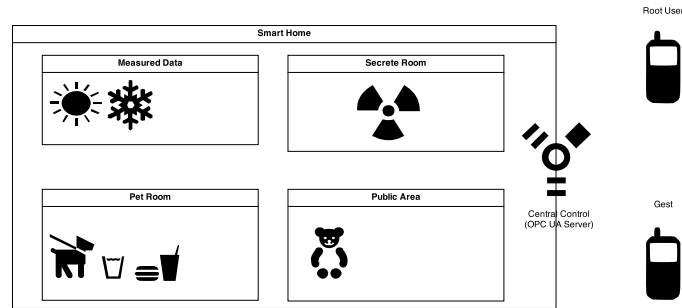 Root User
Smart Home
Measured Data
Secrete Room
Pet Room
Public Area
Central Control
(OPC UA Server)
Gest